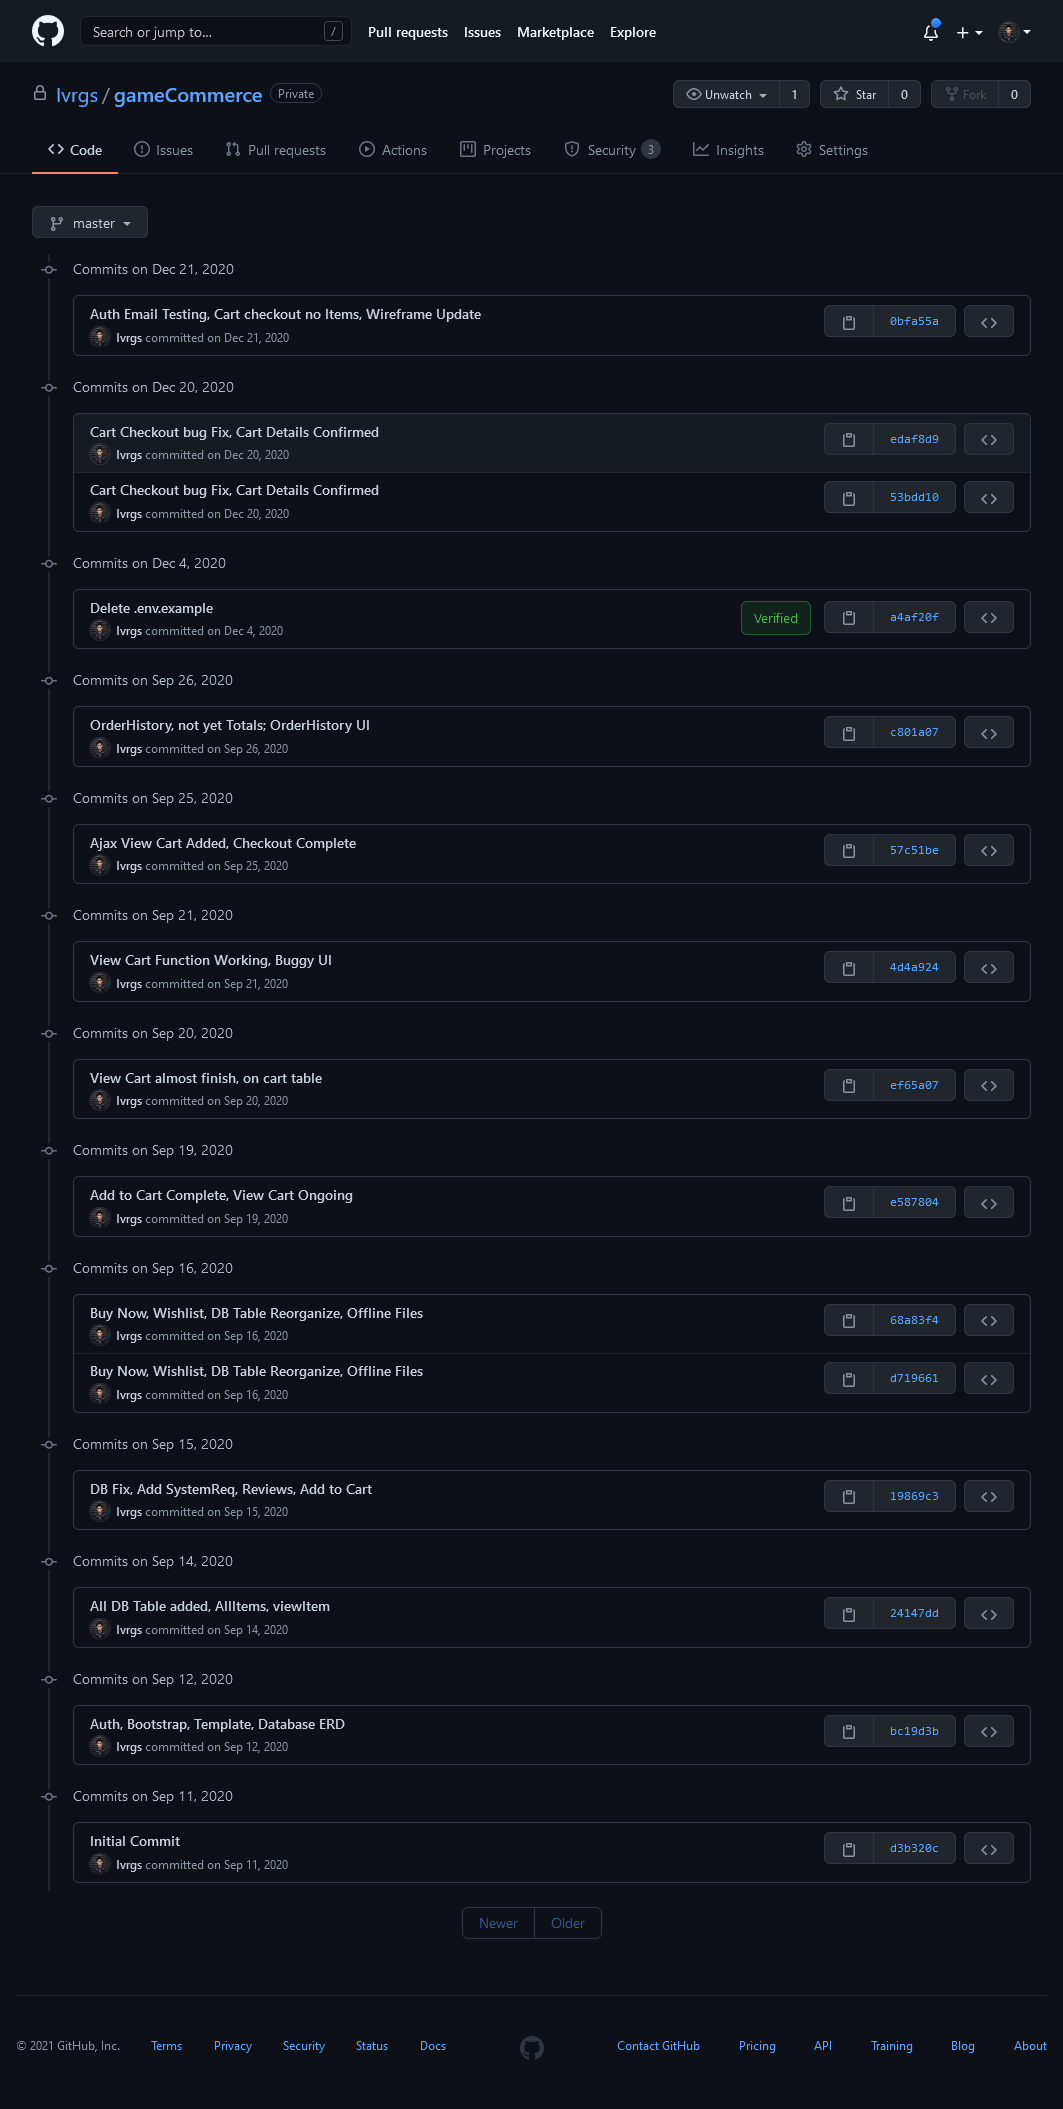 Search or jump to...
/
Pull requests
Issues
Marketplace
Explore
lvrgs / gameCommerce
Private
Unwatch
1
Star
0
Fork
0
Code
Issues
Pull requests
Actions
Projects
Security 3
Insights
Settings
master
Commits on Dec 21, 2020
Auth Email Testing, Cart checkout no Items, Wireframe Update
lvrgs committed on Dec 21, 2020
0bfa55a
Commits on Dec 20, 2020
Cart Checkout bug Fix, Cart Details Confirmed
lvrgs committed on Dec 20, 2020
edaf8d9
Cart Checkout bug Fix, Cart Details Confirmed
lvrgs committed on Dec 20, 2020
53bdd10
Commits on Dec 4, 2020
Delete .env.example
lvrgs committed on Dec 4, 2020
Verified
a4af20f
Commits on Sep 26, 2020
OrderHistory, not yet Totals; OrderHistory UI
lvrgs committed on Sep 26, 2020
c801a07
Commits on Sep 25, 2020
Ajax View Cart Added, Checkout Complete
lvrgs committed on Sep 25, 2020
57c51be
Commits on Sep 21, 2020
View Cart Function Working, Buggy UI
lvrgs committed on Sep 21, 2020
4d4a924
Commits on Sep 20, 2020
View Cart almost finish, on cart table
lvrgs committed on Sep 20, 2020
ef65a07
Commits on Sep 19, 2020
Add to Cart Complete, View Cart Ongoing
lvrgs committed on Sep 19, 2020
e587804
Commits on Sep 16, 2020
Buy Now, Wishlist, DB Table Reorganize, Offline Files
lvrgs committed on Sep 16, 2020
68a83f4
Buy Now, Wishlist, DB Table Reorganize, Offline Files
lvrgs committed on Sep 16, 2020
d719661
Commits on Sep 15, 2020
DB Fix, Add SystemReq, Reviews, Add to Cart
lvrgs committed on Sep 15, 2020
19869c3
Commits on Sep 14, 2020
All DB Table added, AllItems, viewItem
lvrgs committed on Sep 14, 2020
24147dd
Commits on Sep 12, 2020
Auth, Bootstrap, Template, Database ERD
lvrgs committed on Sep 12, 2020
bc19d3b
Commits on Sep 11, 2020
Initial Commit
lvrgs committed on Sep 11, 2020
d3b320c
Newer
Older
© 2021 GitHub, Inc.
Terms
Privacy
Security
Status
Docs
Contact GitHub
Pricing
API
Training
Blog
About